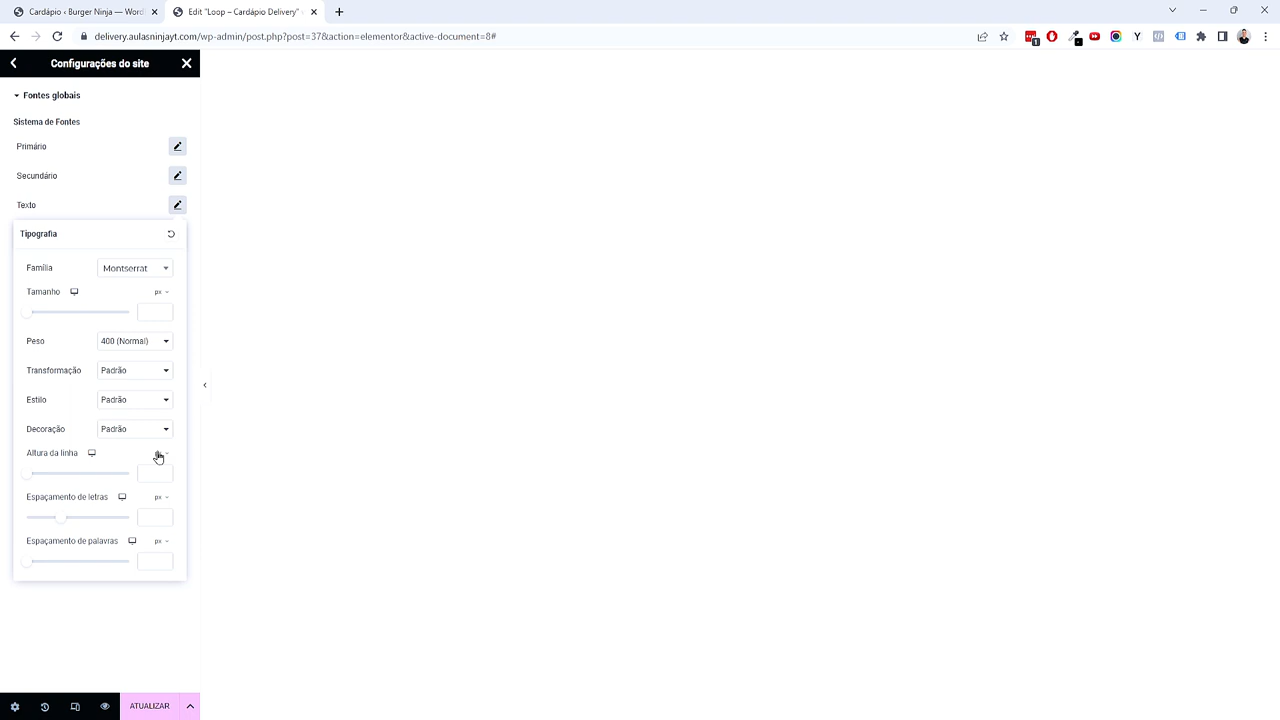 Cardápio ‹ Burger Ninja — Word
Edit "Loop – Cardápio Delivery"
delivery.aulasninjayt.com/wp-admin/post.php?post=37&action=elementor&active-document=8#
Configurações do site
Fontes globais
Sistema de Fontes
Primário
Secundário
Texto
Tipografia
Família
Montserrat
Tamanho
px
Peso
400 (Normal)
Transformação
Padrão
Estilo
Padrão
Decoração
Padrão
Altura da linha
Espaçamento de letras
px
Espaçamento de palavras
px
ATUALIZAR